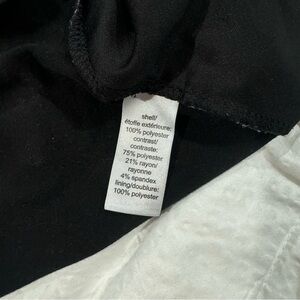 shell/
étoffe extérieure:
100% polyester
contrast/
contraste:
75% polyester
21% rayon/
rayonne
4% spandex
lining/doublure:
100% polyester